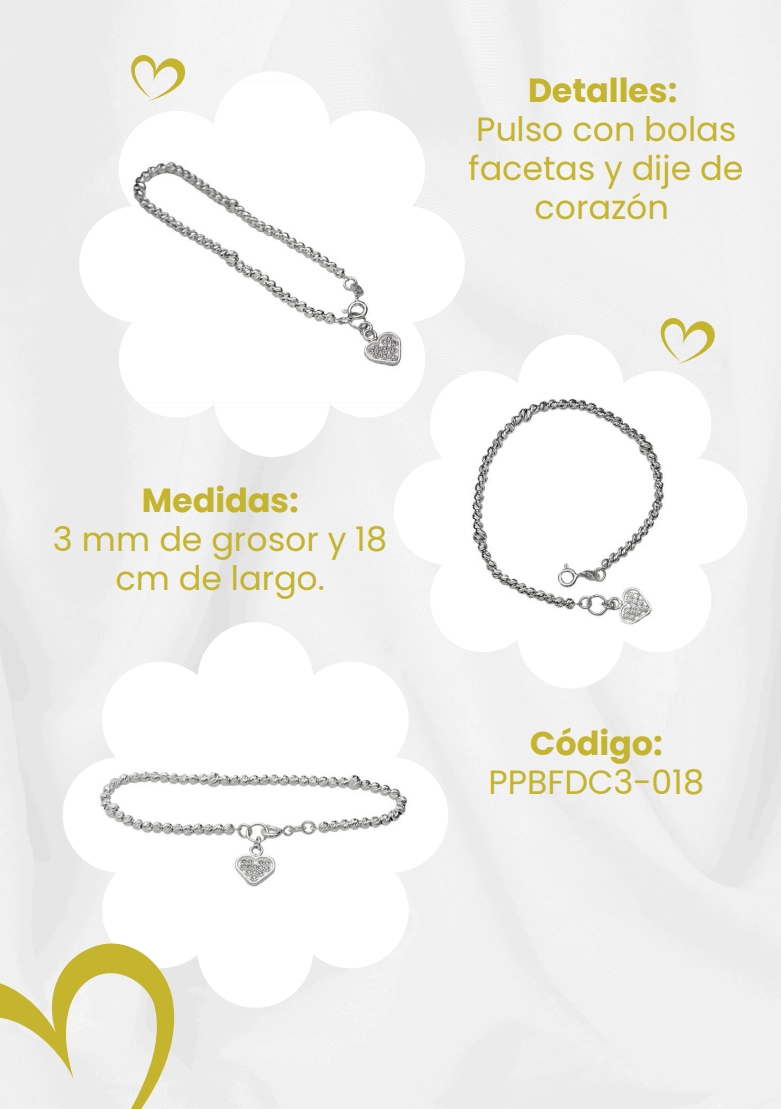 Detalles:
Pulso con bolas
facetas y dije de
corazón
Medidas:
3 mm de grosor y 18
cm de largo.
Código:
PPBFDC3-018